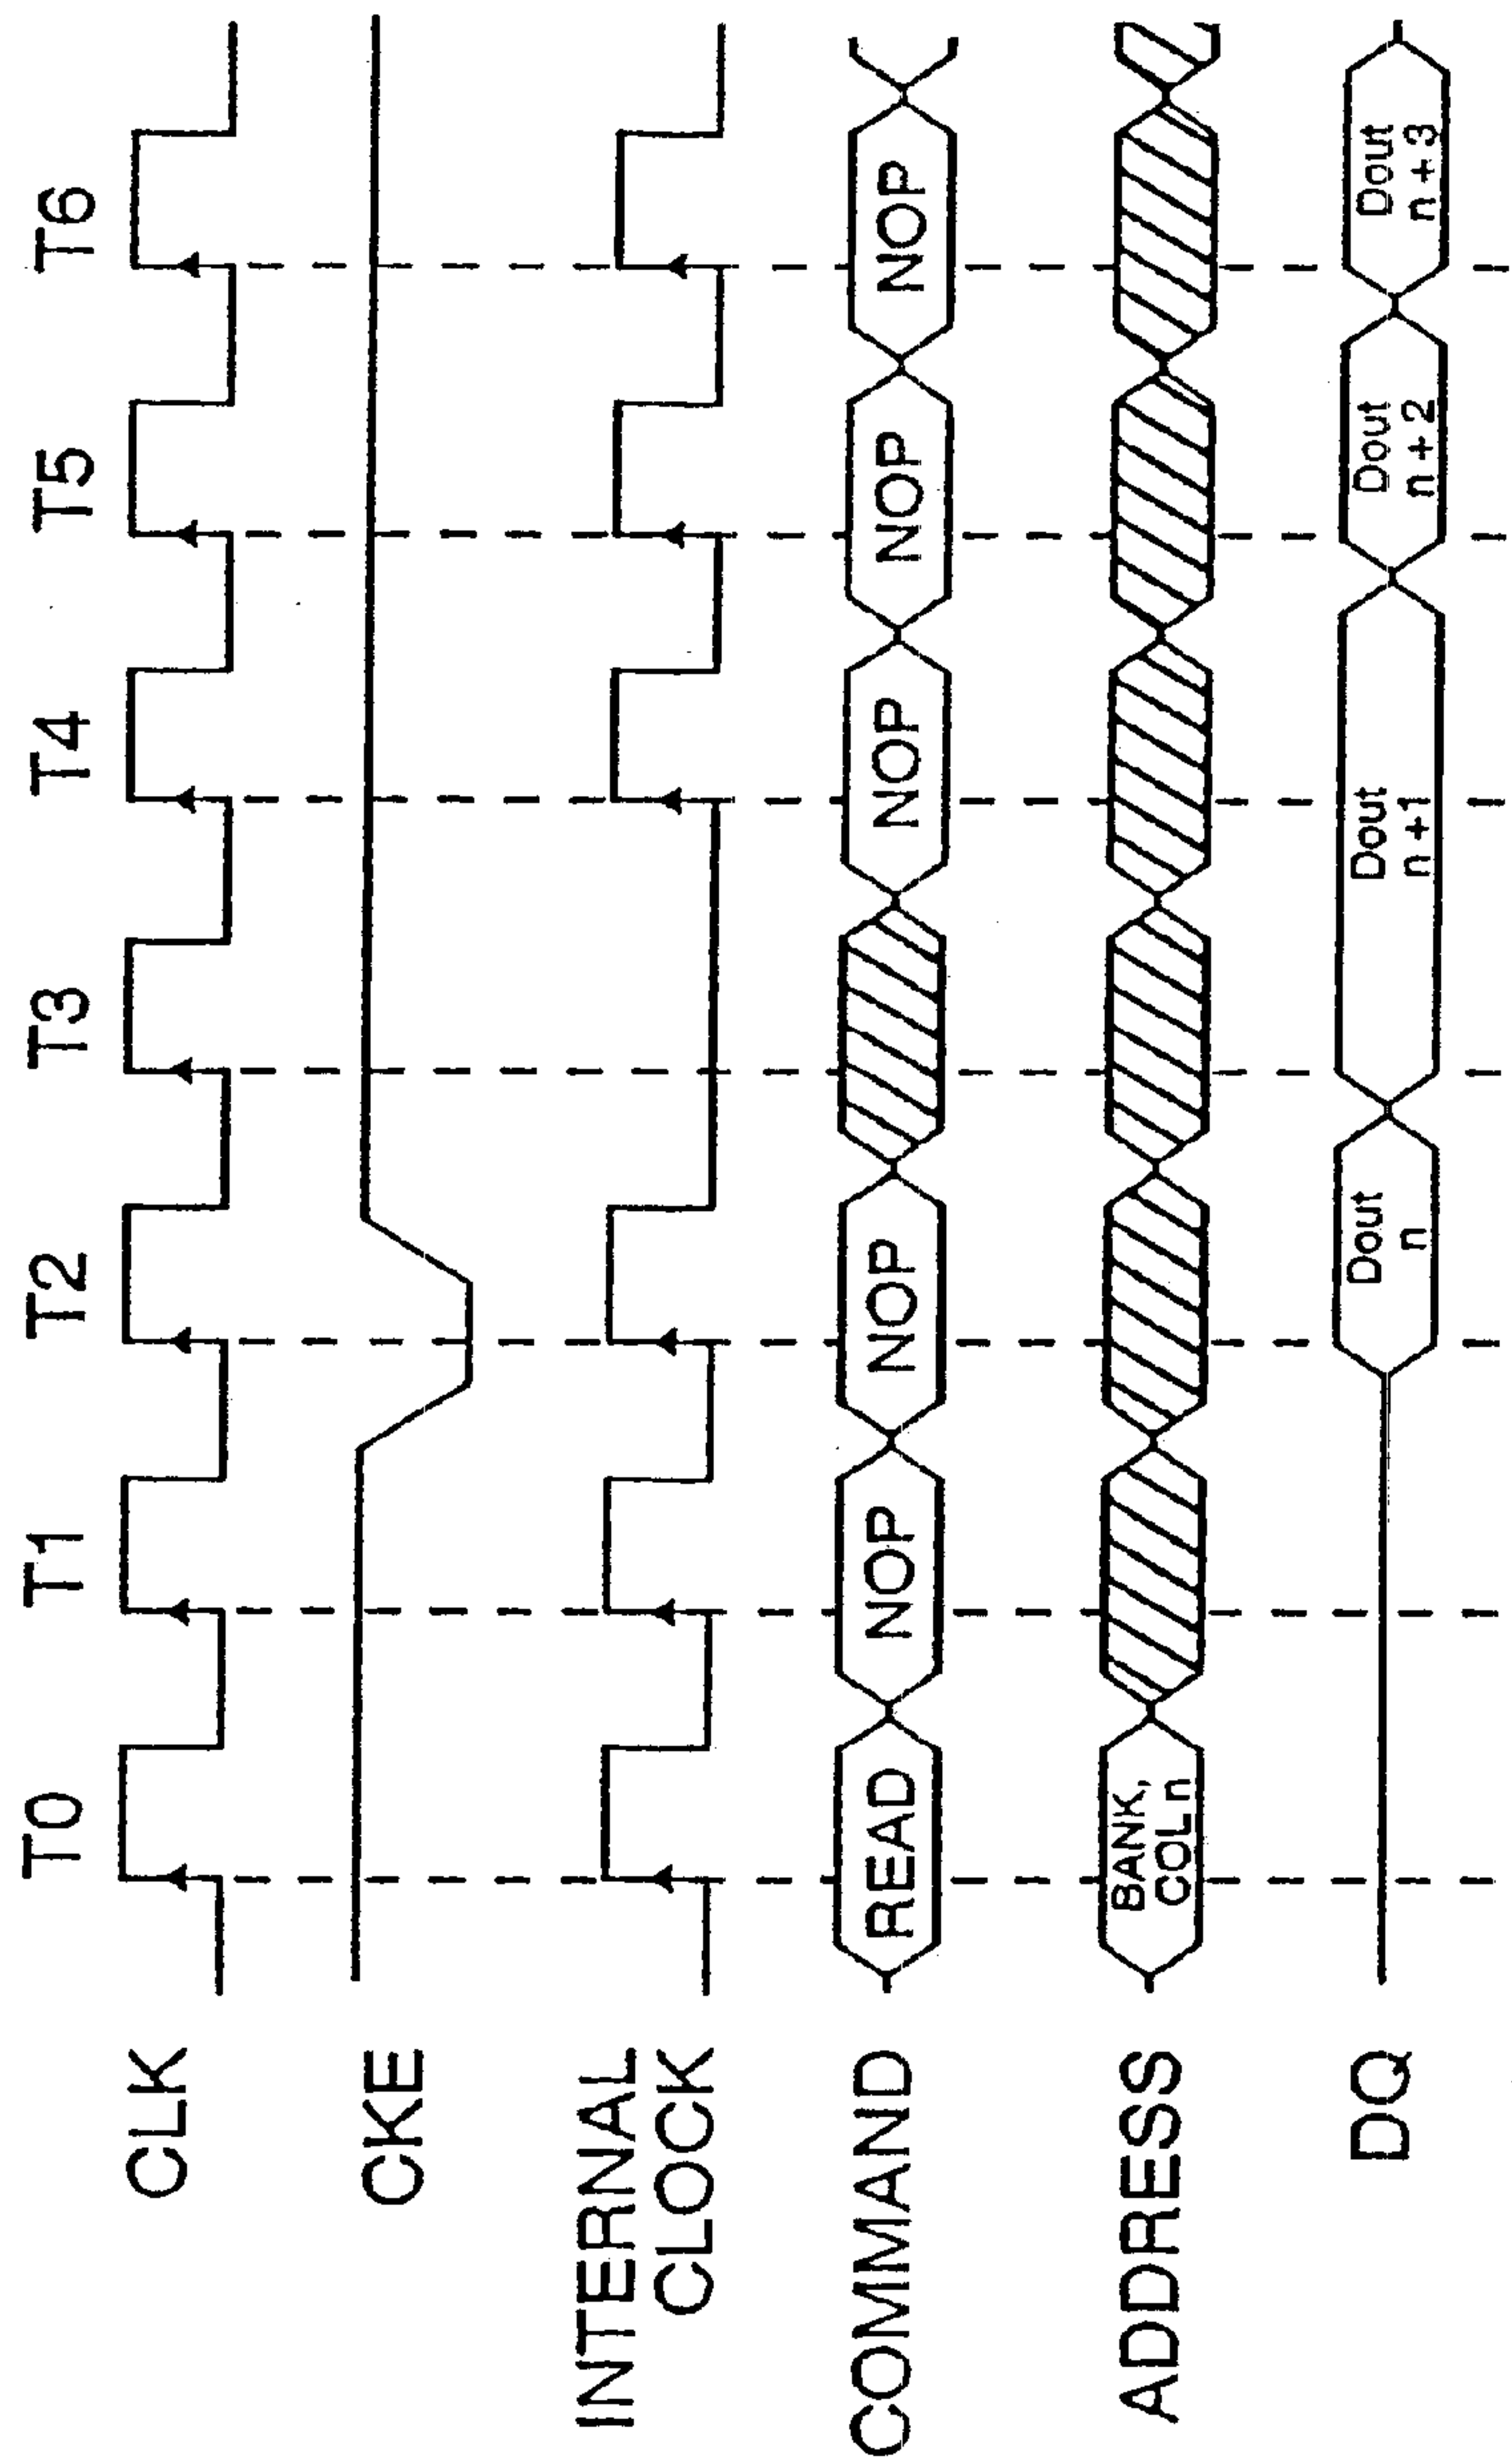 T0 T1 T2 T3 T4 T5 T6
CLK
CKE
INTERNAL
CLOCK
COMMAND
READ NOP NOP NOP NOP NOP
ADDRESS
BANK,
COL n
DQ
Dout
n
Dout
n+1
Dout
n+2
Dout
n+3